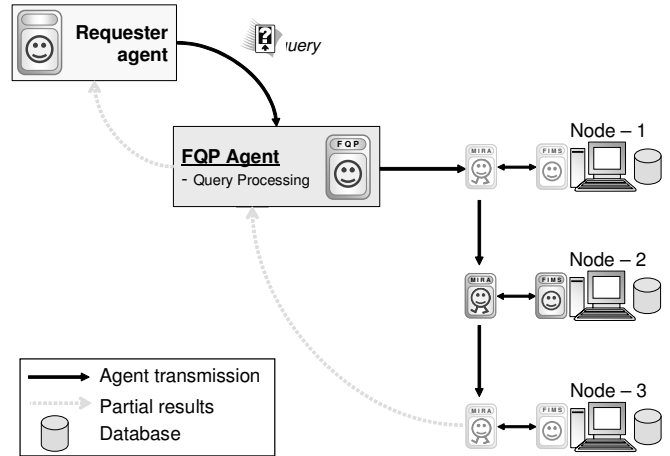 Requester
agent
uery
FQP Agent
- Query Processing
FQP
Node – 1
MIRA
FIMS
Node – 2
MIRA
FIMS
Node – 3
MIRA
FIMS
Agent transmission
Partial results
Database